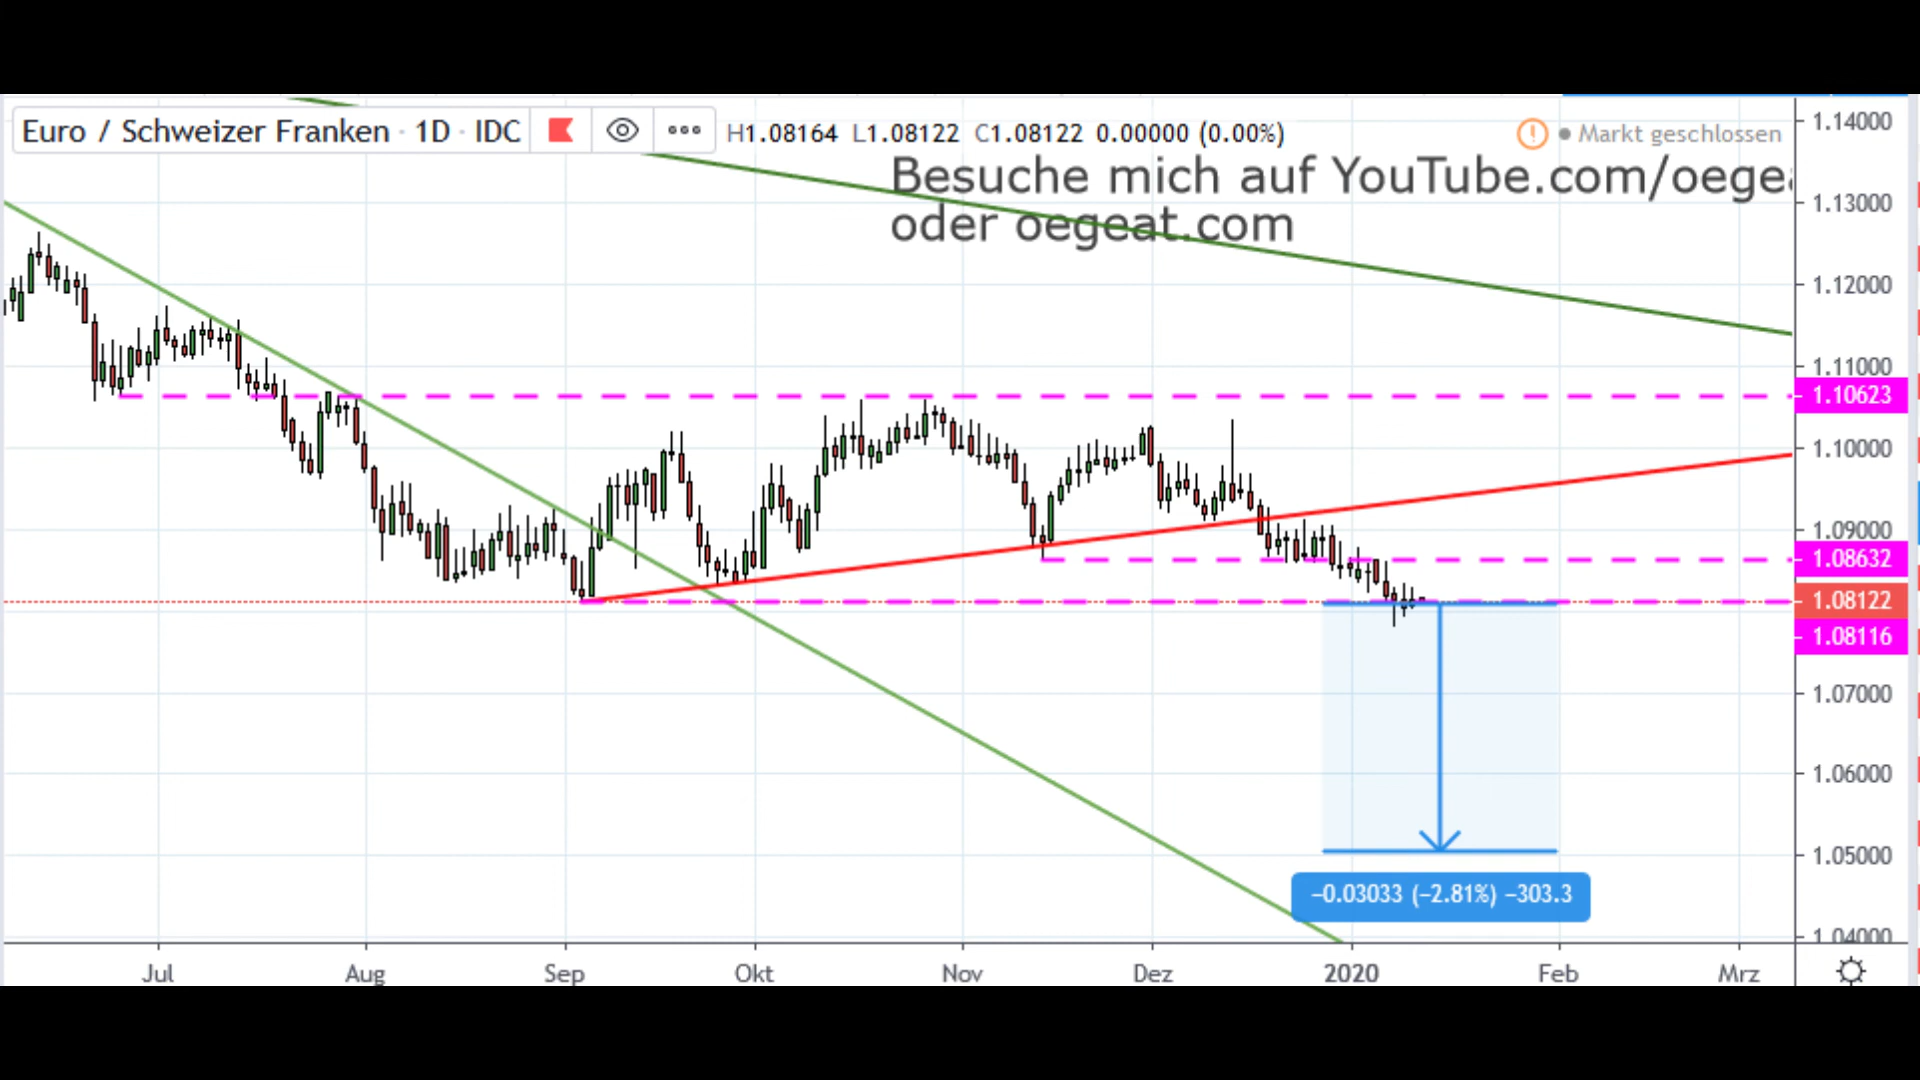 Euro / Schweizer Franken · 1D · IDC
H1.08164 L1.08122 C1.08122 0.00000 (0.00%)
Markt geschlossen
Besuche mich auf YouTube.com/oegea
oder oegeat.com
1.14000
1.13000
1.12000
1.11000
1.10623
1.10000
1.09000
1.08632
1.08122
1.08116
1.07000
1.06000
1.05000
1.04000
−0.03033 (−2.81%) −303.3
Jul Aug Sep Okt Nov Dez 2020 Feb Mrz